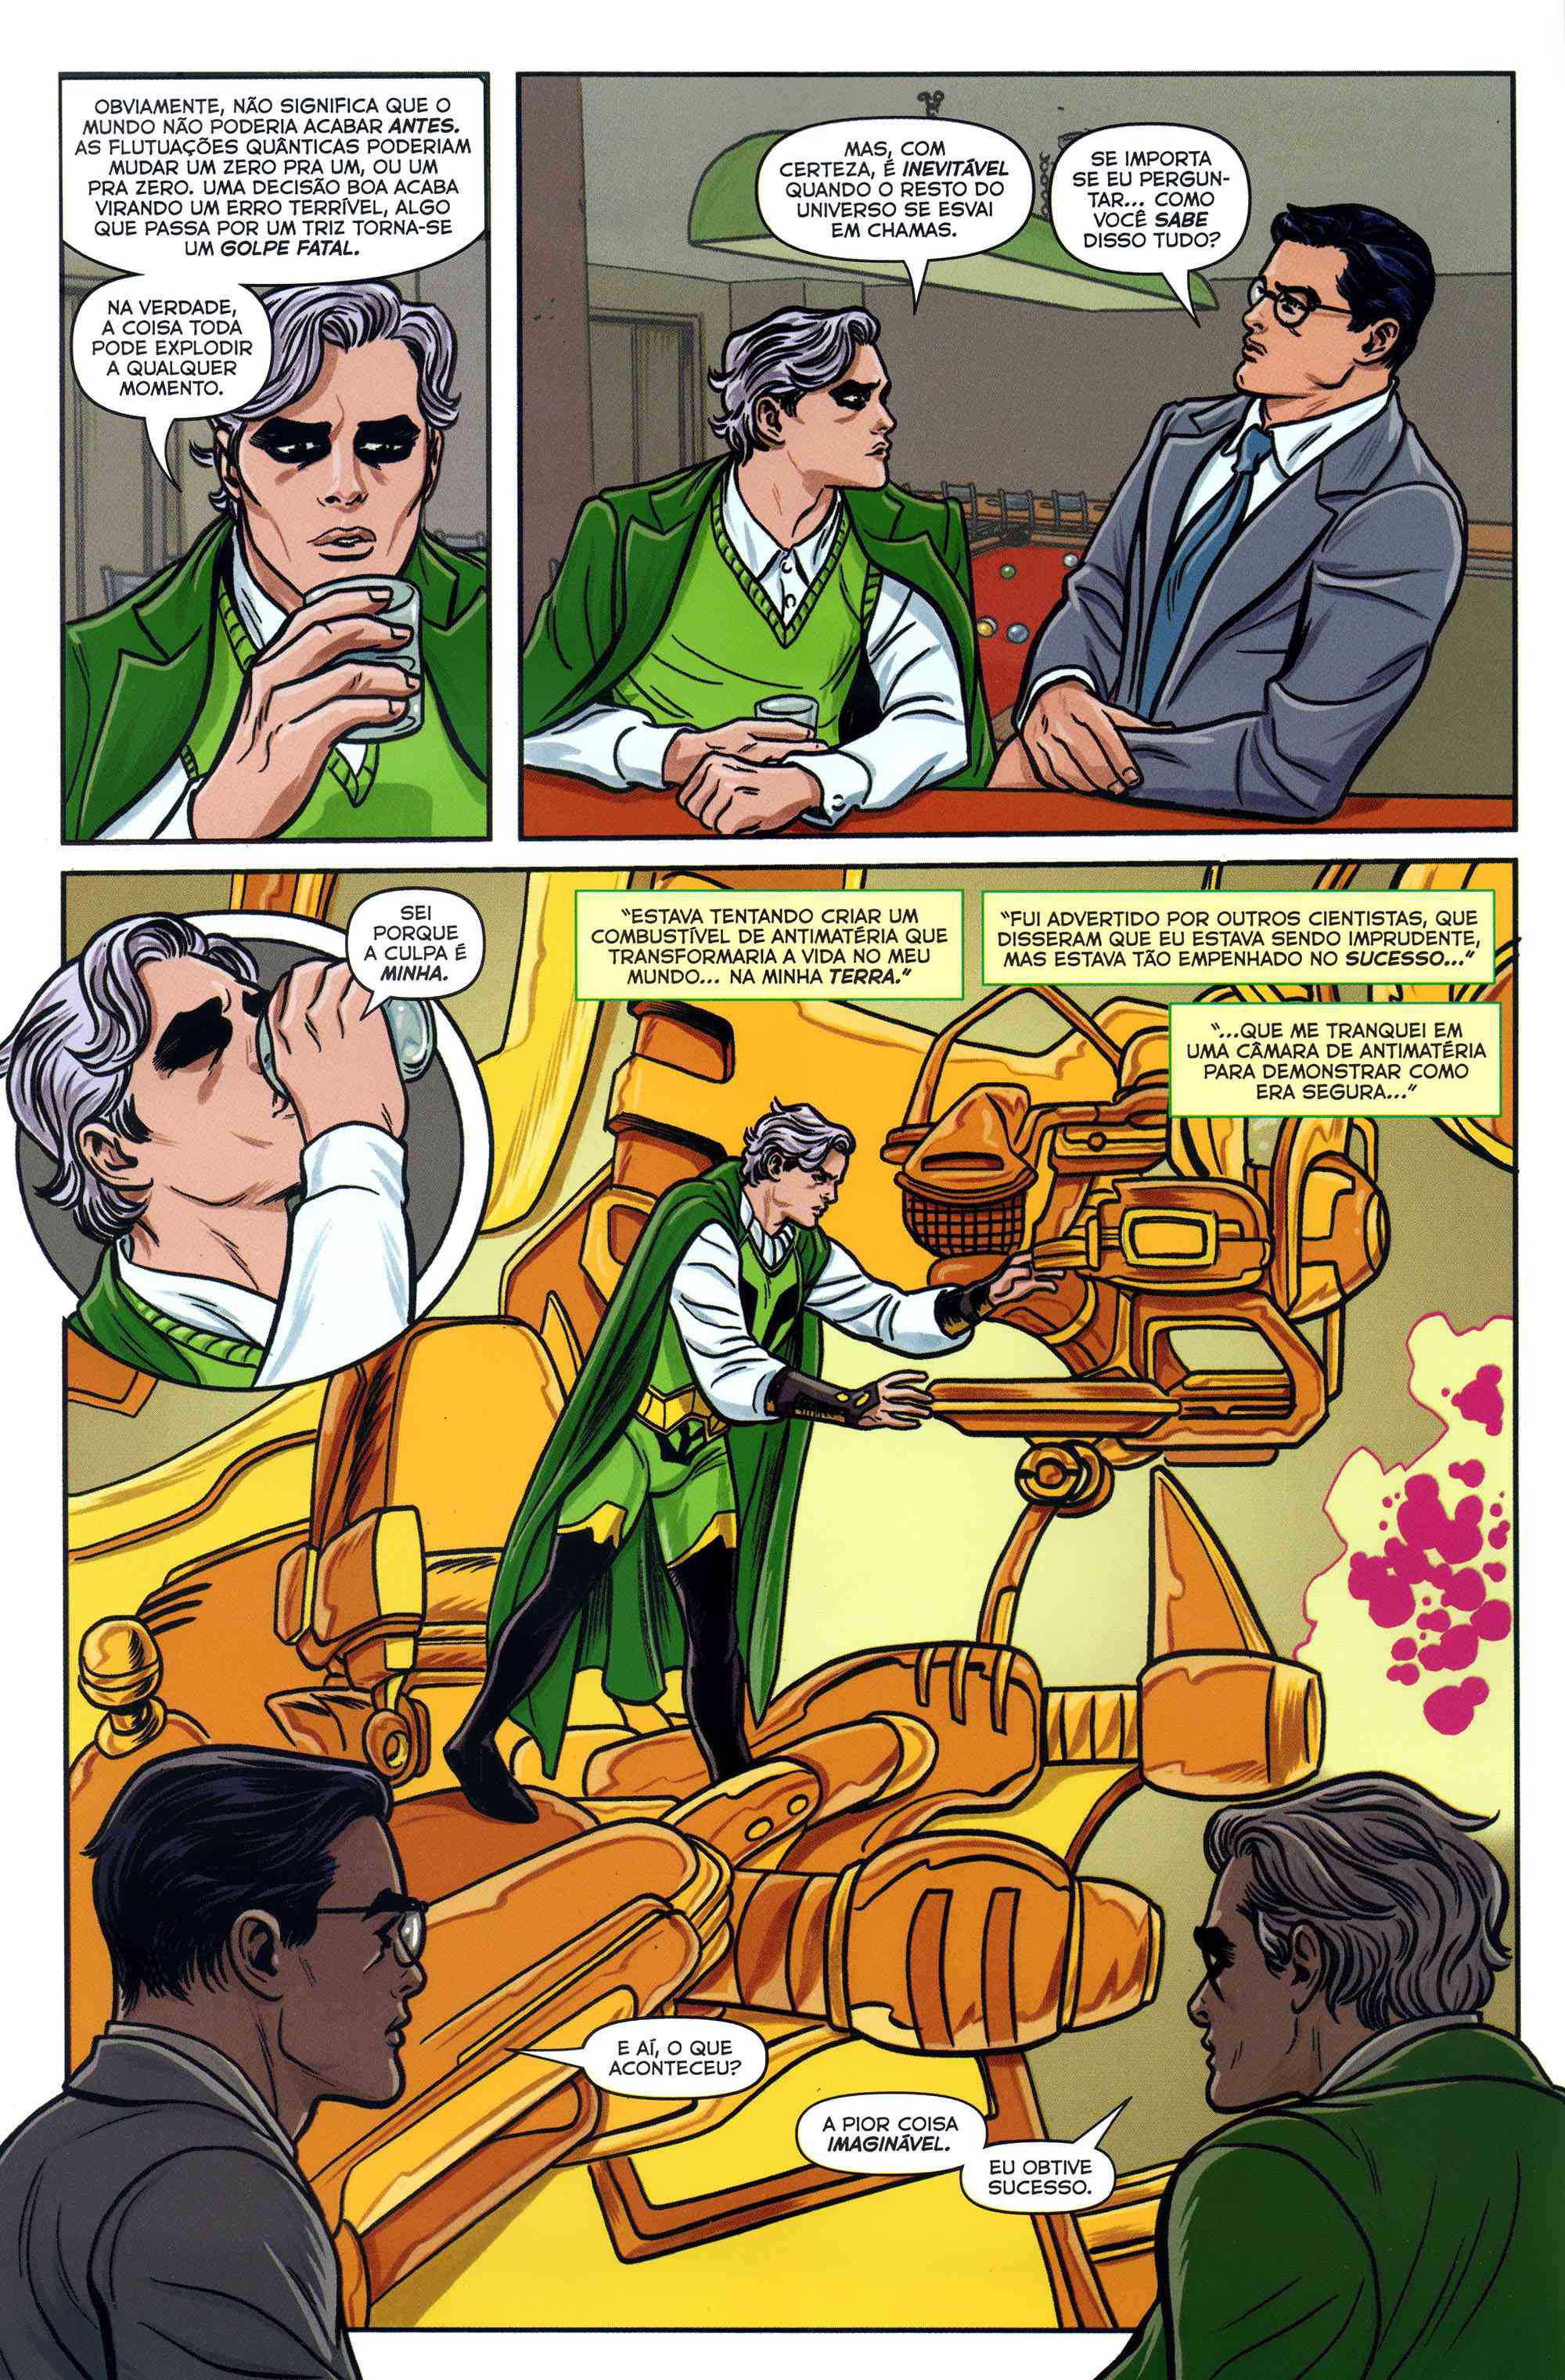 OBVIAMENTE, NÃO SIGNIFICA QUE O
MUNDO NÃO PODERIA ACABAR ANTES.
AS FLUTUAÇÕES QUÂNTICAS PODERIAM
MUDAR UM ZERO PRA UM, OU UM
PRA ZERO. UMA DECISÃO BOA ACABA
VIRANDO UM ERRO TERRÍVEL, ALGO
QUE PASSA POR UM TRIZ TORNA-SE
UM GOLPE FATAL.
NA VERDADE,
A COISA TODA
PODE EXPLODIR
A QUALQUER
MOMENTO.
MAS, COM
CERTEZA, É INEVITÁVEL
QUANDO O RESTO DO
UNIVERSO SE ESVAI
EM CHAMAS.
SE IMPORTA
SE EU PERGUN-
TAR... COMO
VOCÊ SABE
DISSO TUDO?
SEI
PORQUE
A CULPA É
MINHA.
"ESTAVA TENTANDO CRIAR UM
COMBUSTÍVEL DE ANTIMATÉRIA QUE
TRANSFORMARIA A VIDA NO MEU
MUNDO... NA MINHA TERRA."
"FUI ADVERTIDO POR OUTROS CIENTISTAS, QUE
DISSERAM QUE EU ESTAVA SENDO IMPRUDENTE,
MAS ESTAVA TÃO EMPENHADO NO SUCESSO..."
"...QUE ME TRANQUEI EM
UMA CÂMARA DE ANTIMATÉRIA
PARA DEMONSTRAR COMO
ERA SEGURA..."
E AÍ, O QUE
ACONTECEU?
A PIOR COISA
IMAGINÁVEL.
EU OBTIVE
SUCESSO.